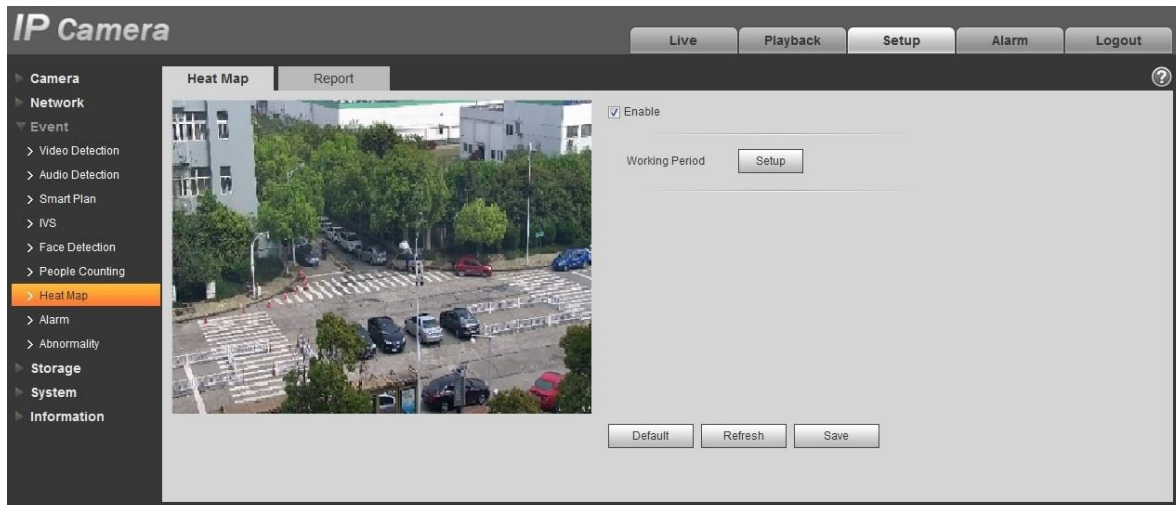 IP Camera
Live Playback Setup Alarm Logout
Camera
Network
Event
Video Detection
Audio Detection
Smart Plan
IVS
Face Detection
People Counting
Heat Map
Alarm
Abnormality
Storage
System
Information
Heat Map Report
Enable
Working Period Setup
Default Refresh Save